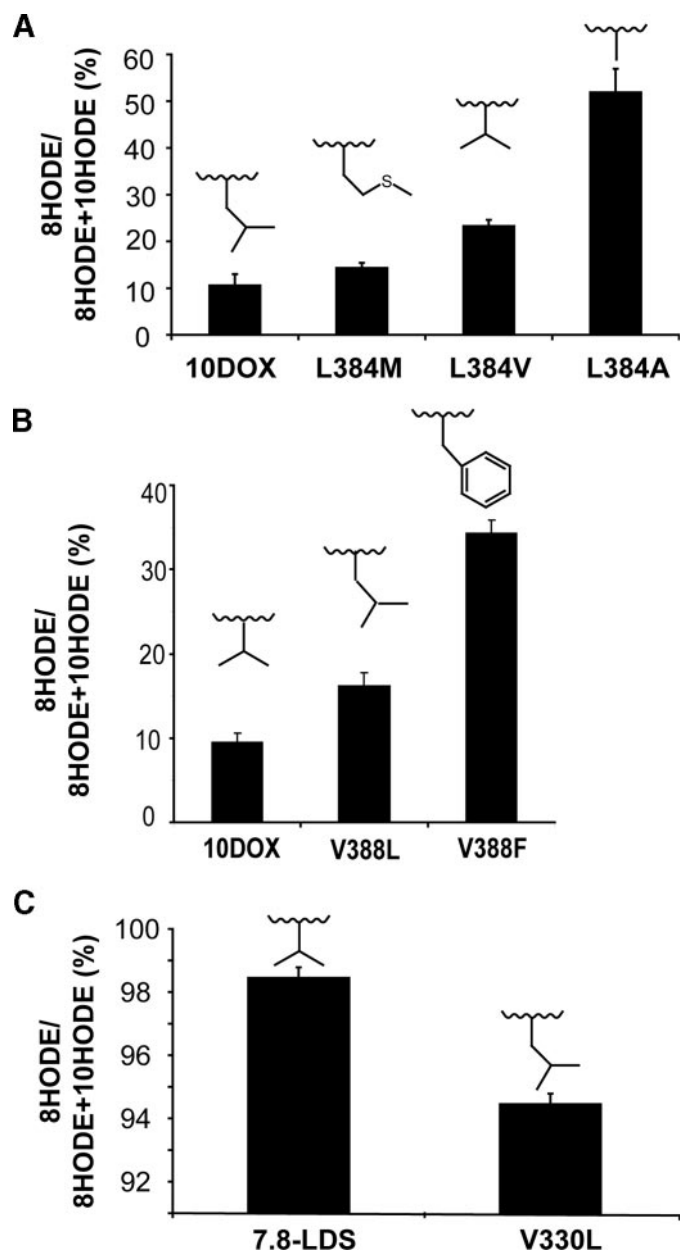 A
8HODE/
8HODE+10HODE (%)
60
50
40
30
20
10
0
S
10DOX L384M L384V L384A
B
8HODE/
8HODE+10HODE (%)
40
30
20
10
0
10DOX V388L V388F
C
8HODE/
8HODE+10HODE (%)
100
98
96
94
92
7.8-LDS V330L